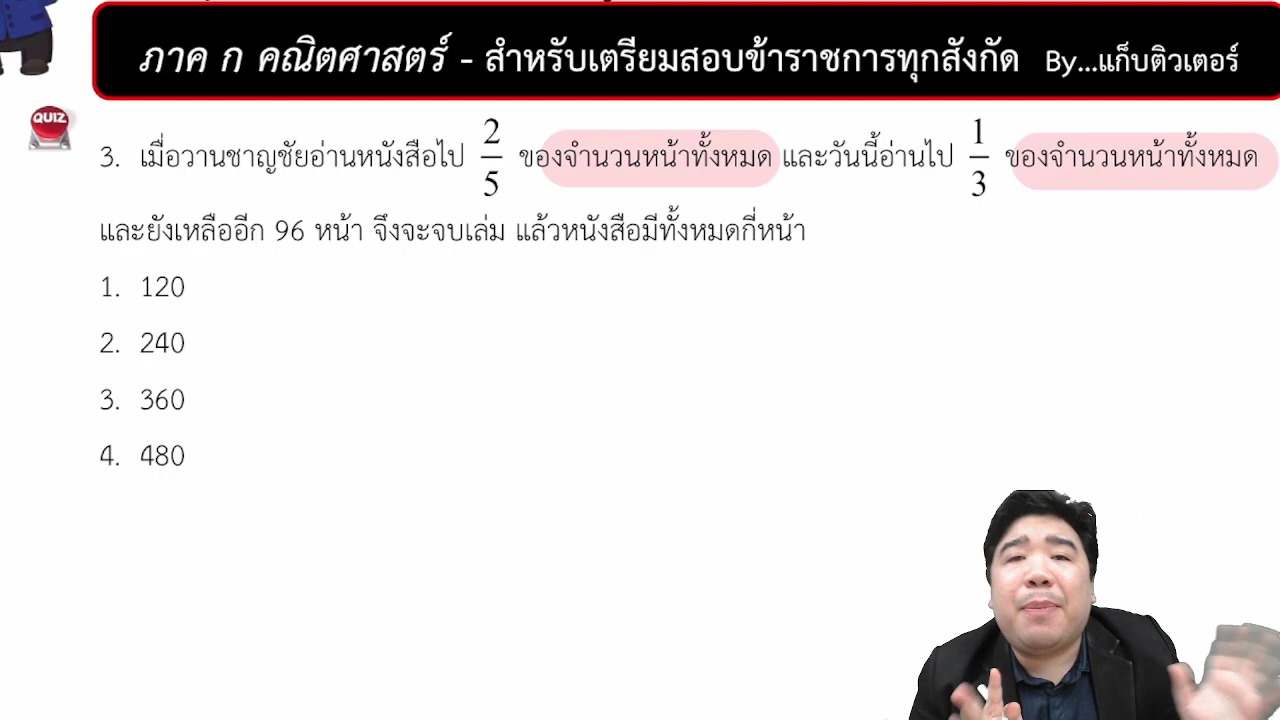 ภาค ก คณิตศาสตร์ - สำหรับเตรียมสอบข้าราชการทุกสังกัด By...แก็บติวเตอร์
QUIZ
3. เมื่อวานชาญชัยอ่านหนังสือไป 2/5 ของจำนวนหน้าทั้งหมด และวันนี้อ่านไป 1/3 ของจำนวนหน้าทั้งหมด
และยังเหลืออีก 96 หน้า จึงจะจบเล่ม แล้วหนังสือมีทั้งหมดกี่หน้า
1. 120
2. 240
3. 360
4. 480